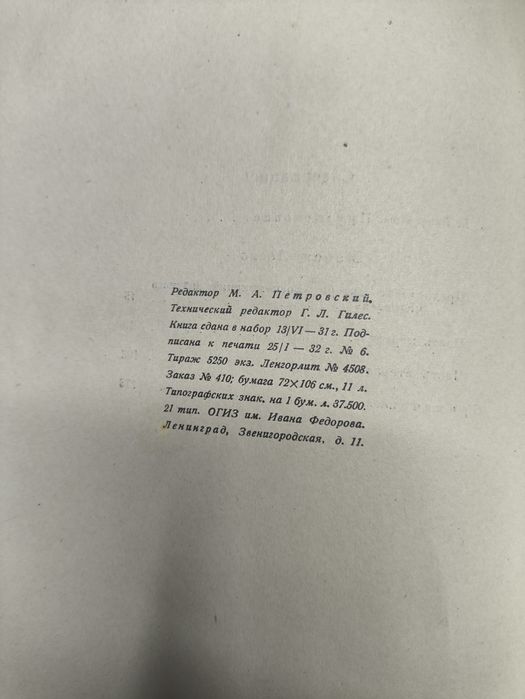 Редактор М. А. Петровский.
Технический редактор Г. Л. Гилес.
Книга сдана в набор 13/VI — 31 г. Под-
писана к печати 25/I — 32 г. № 6.
Тираж 5250 экз. Ленгорлит № 4508.
Заказ № 410; бумага 72×106 см., 11 л.
Типографских знак. на 1 бум. л. 37.500.
21 тип. ОГИЗ им. Ивана Федорова.
Ленинград, Звенигородская, д. 11.